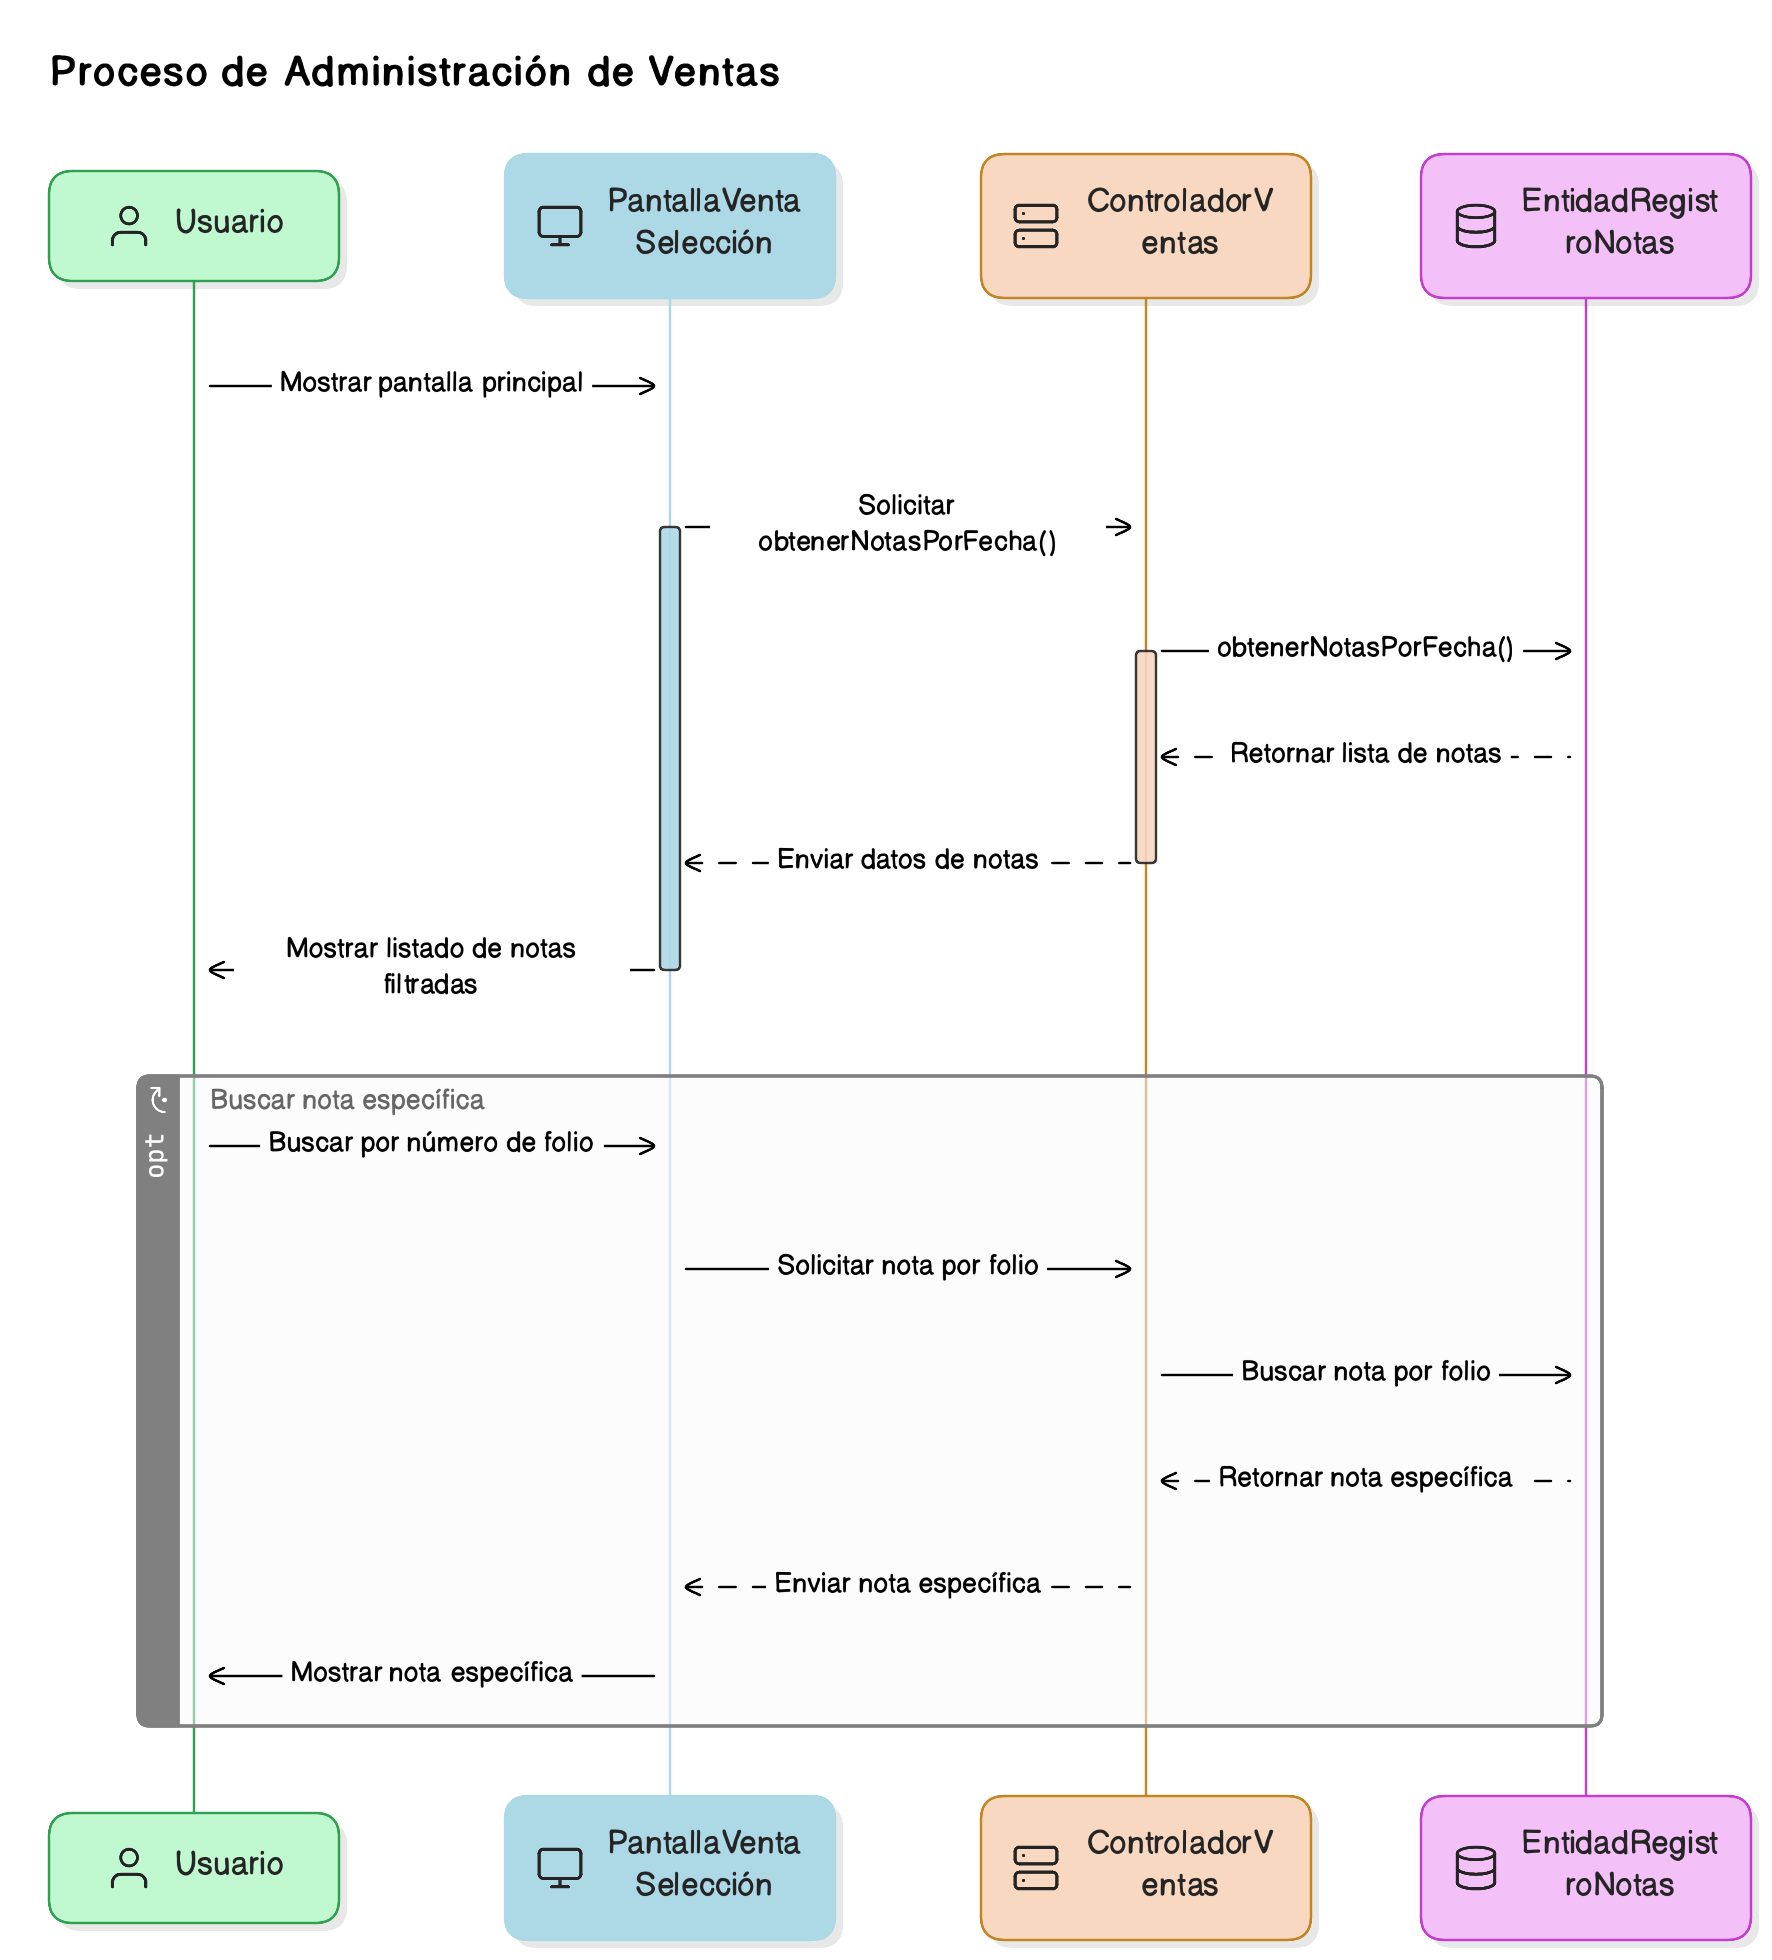 Proceso de Administración de Ventas
Usuario
PantallaVenta
Selección
ControladorV
entas
EntidadRegist
roNotas
Mostrar pantalla principal
Solicitar
obtenerNotasPorFecha()
obtenerNotasPorFecha()
Retornar lista de notas
Enviar datos de notas
Mostrar listado de notas
filtradas
opt
Buscar nota específica
Buscar por número de folio
Solicitar nota por folio
Buscar nota por folio
Retornar nota específica
Enviar nota específica
Mostrar nota específica
Usuario
PantallaVenta
Selección
ControladorV
entas
EntidadRegist
roNotas